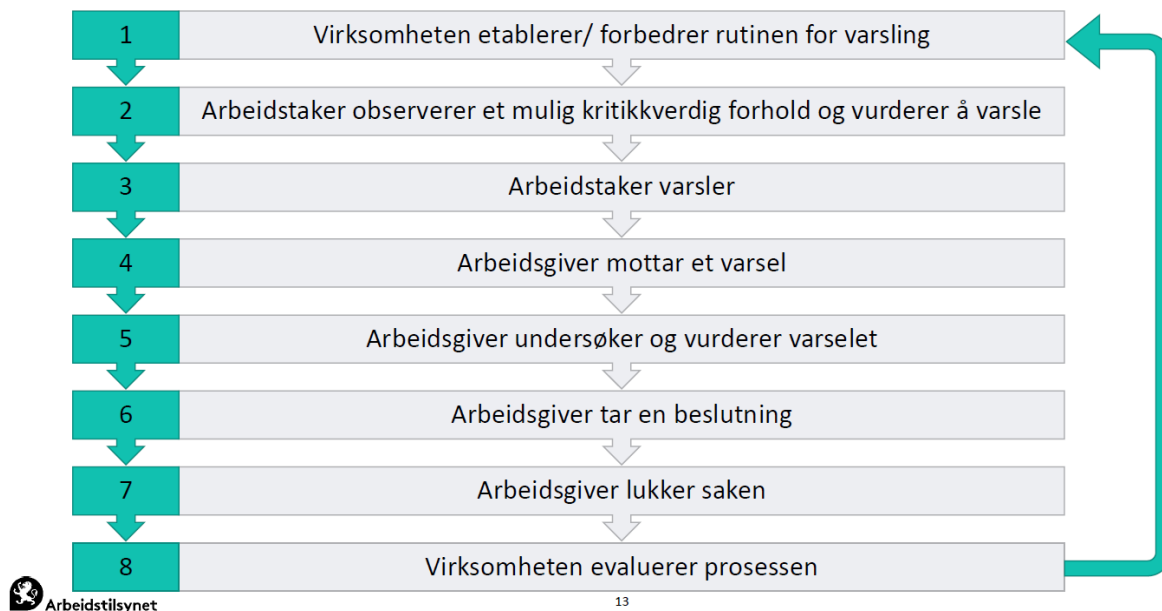 1 Virksomheten etablerer/ forbedrer rutinen for varsling
2 Arbeidstaker observerer et mulig kritikkverdig forhold og vurderer å varsle
3 Arbeidstaker varsler
4 Arbeidsgiver mottar et varsel
5 Arbeidsgiver undersøker og vurderer varselet
6 Arbeidsgiver tar en beslutning
7 Arbeidsgiver lukker saken
8 Virksomheten evaluerer prosessen
Arbeidstilsynet
13